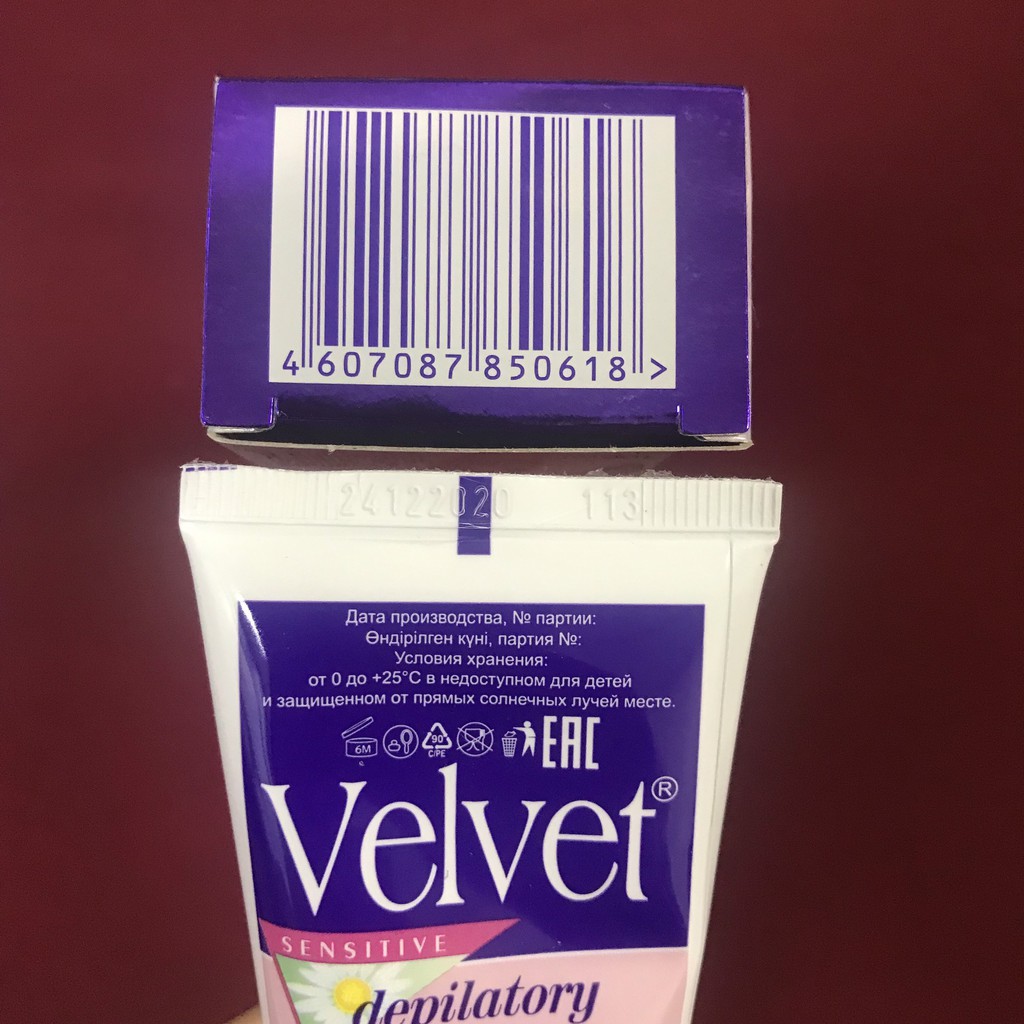 4 607087 850618 >
24122020 113
Дата производства, № партии:
Өндірілген күні, партия №:
Условия хранения:
от 0 до +25°С в недоступном для детей
и защищенном от прямых солнечных лучей месте.
6M 90 C/PE EAC
Velvet®
SENSITIVE
depilatory